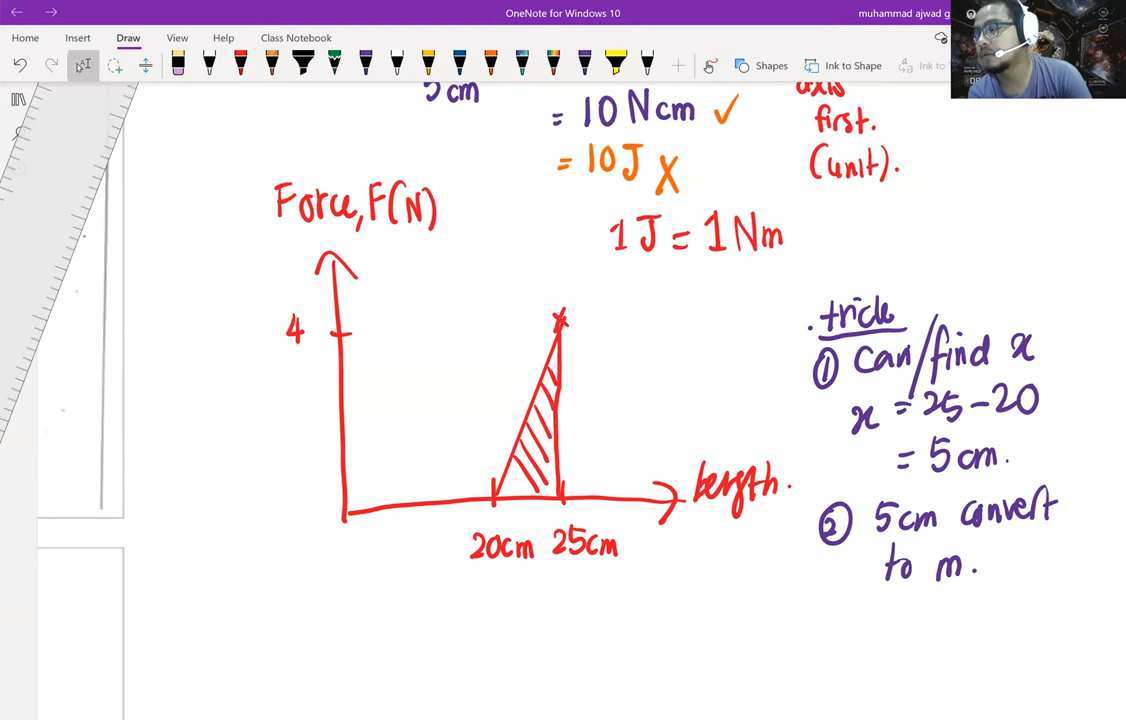 OneNote for Windows 10
muhammad ajwad g
Home Insert Draw View Help Class Notebook
Shapes Ink to Shape Ink to
5 cm
= 10 Ncm ✓
= 10 J X
1 J = 1 Nm
axis
first.
(unit).
Force, F(N)
4
20cm 25cm
length.
. trick
① Can/find x
x = 25 - 20
= 5 cm.
② 5cm convert
to m.